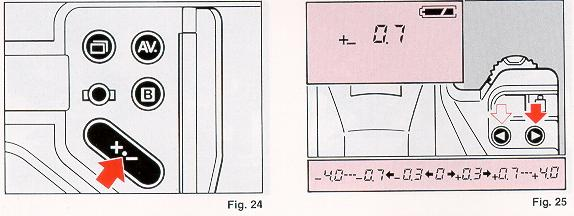 AV.
B
+.–
Fig. 24
+– 0.7
–4.0---–0.7←–0.3←0→+0.3→+0.7---+4.0
Fig. 25